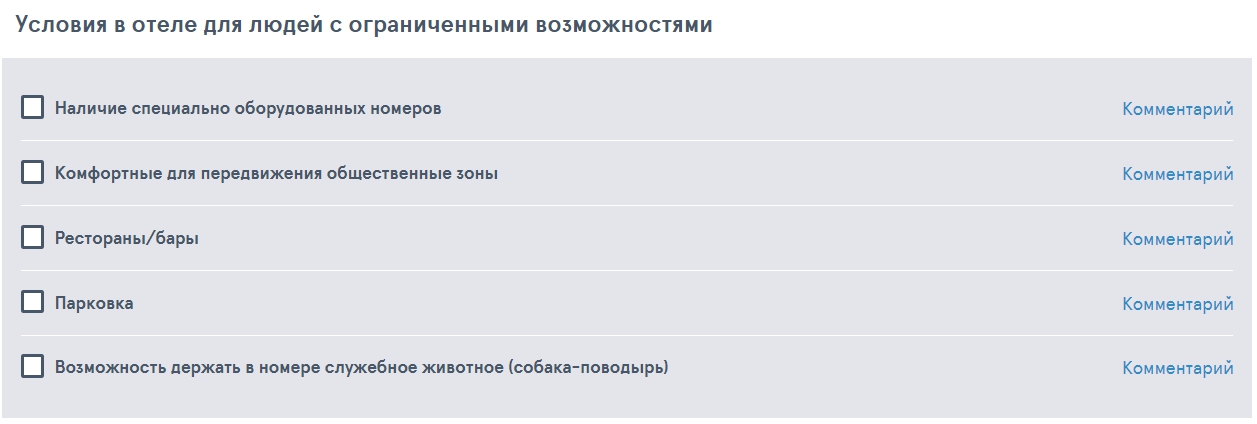 Условия в отеле для людей с ограниченными возможностями
Наличие специально оборудованных номеров Комментарий
Комфортные для передвижения общественные зоны Комментарий
Рестораны/бары Комментарий
Парковка Комментарий
Возможность держать в номере служебное животное (собака-поводырь) Комментарий